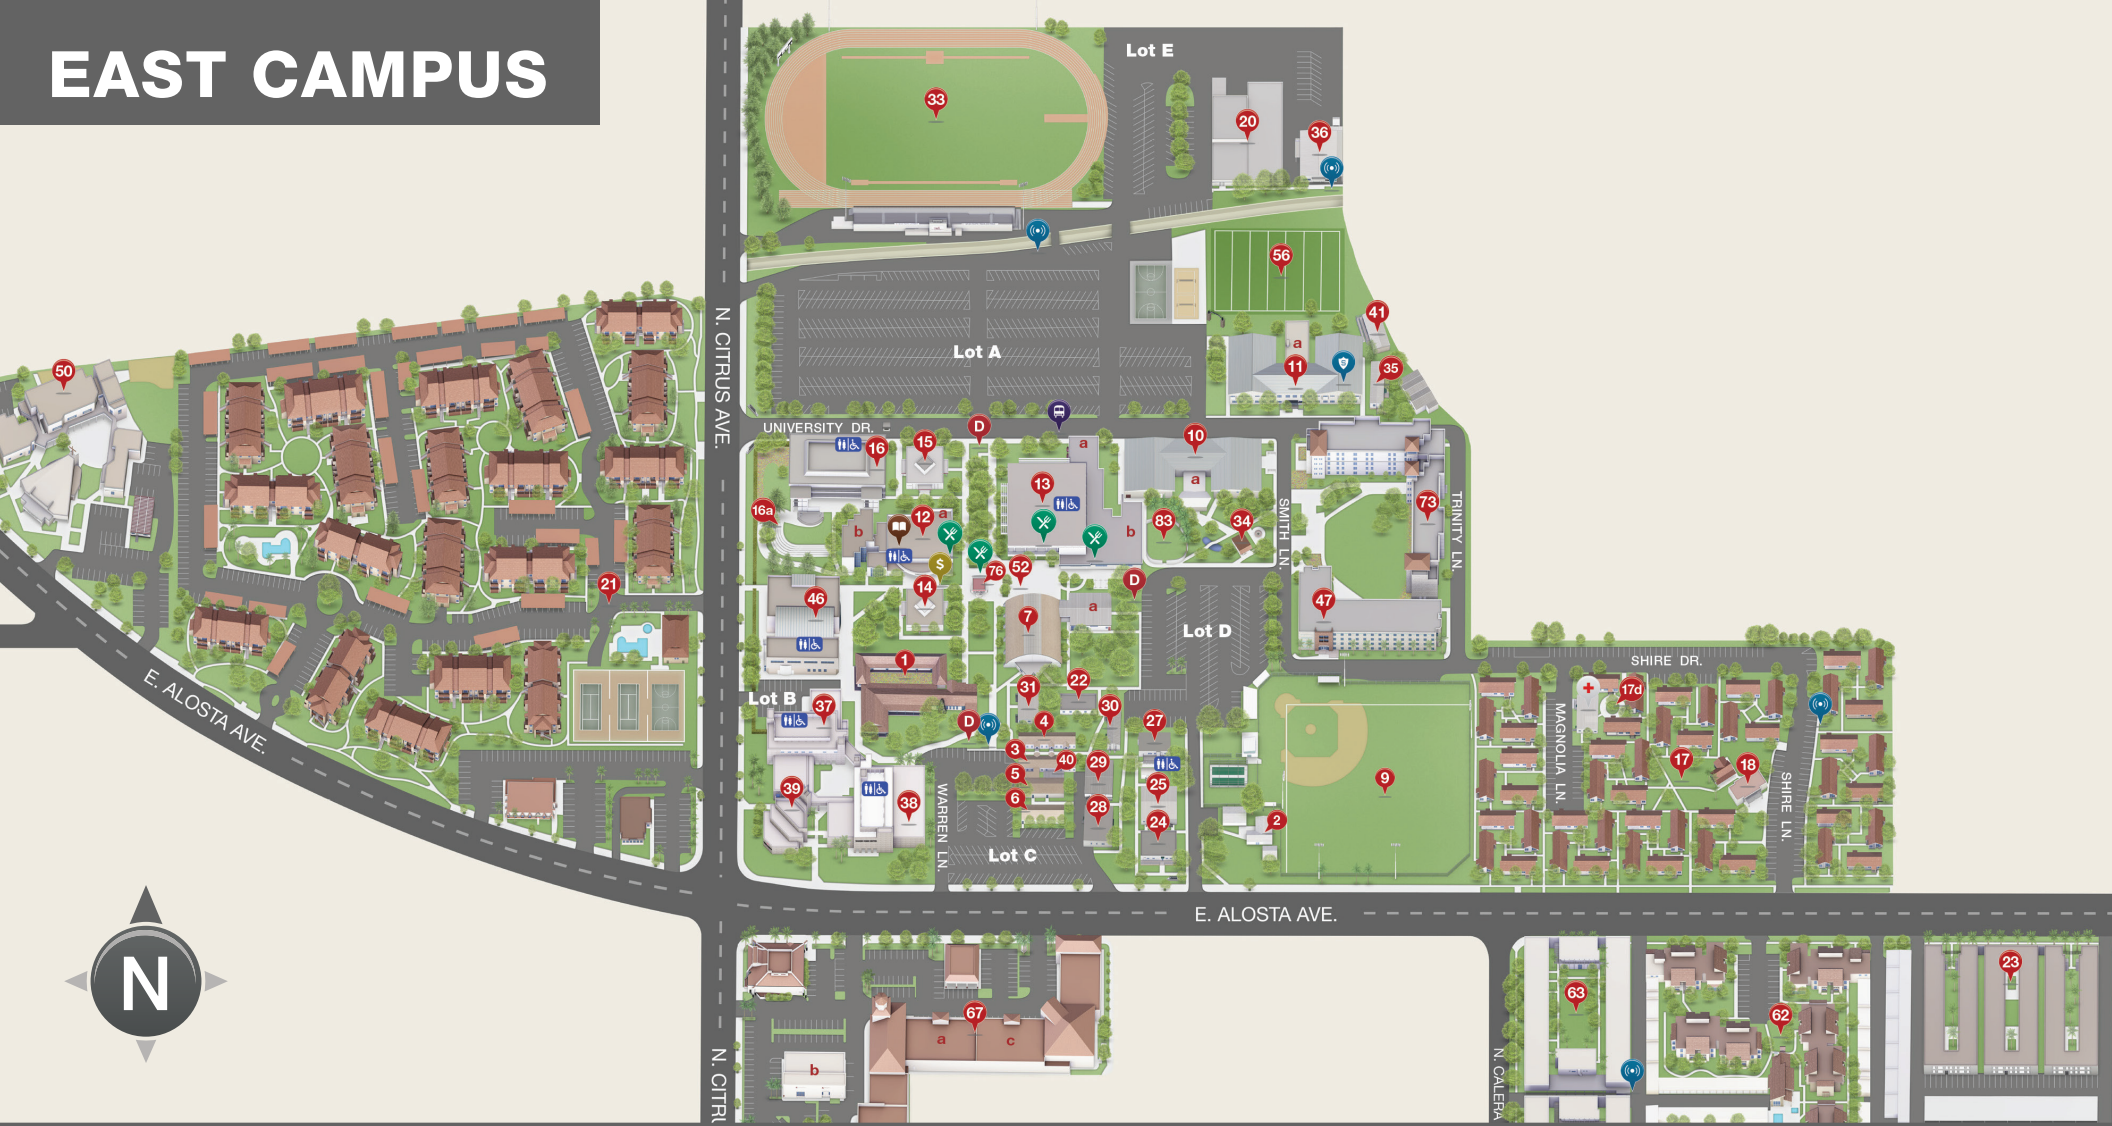 EAST CAMPUS
Lot E
33
20
36
56
N. CITRUS AVE.
Lot A
41
a
11
35
50
UNIVERSITY DR.
D
15
16
10
a
a
13
73
16a
12
a
b
b
83
34
SMITH LN.
TRINITY LN.
$
76
52
D
21
14
46
7
a
47
Lot D
1
SHIRE DR.
22
31
17d
Lot B
37
30
D
4
27
E. ALOSTA AVE.
MAGNOLIA LN.
3
40
29
17
18
5
25
9
39
6
38
28
24
2
WARREN LN.
SHIRE LN.
Lot C
E. ALOSTA AVE.
N
23
63
67
62
a
c
b
N. CITRU
N. CALERA